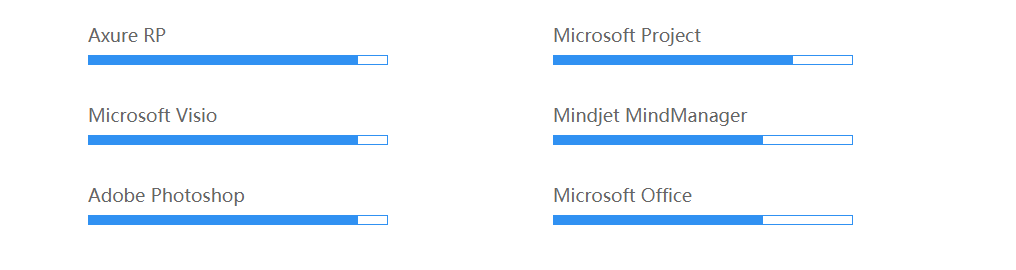 Axure RP
Microsoft Project
Microsoft Visio
Mindjet MindManager
Adobe Photoshop
Microsoft Office